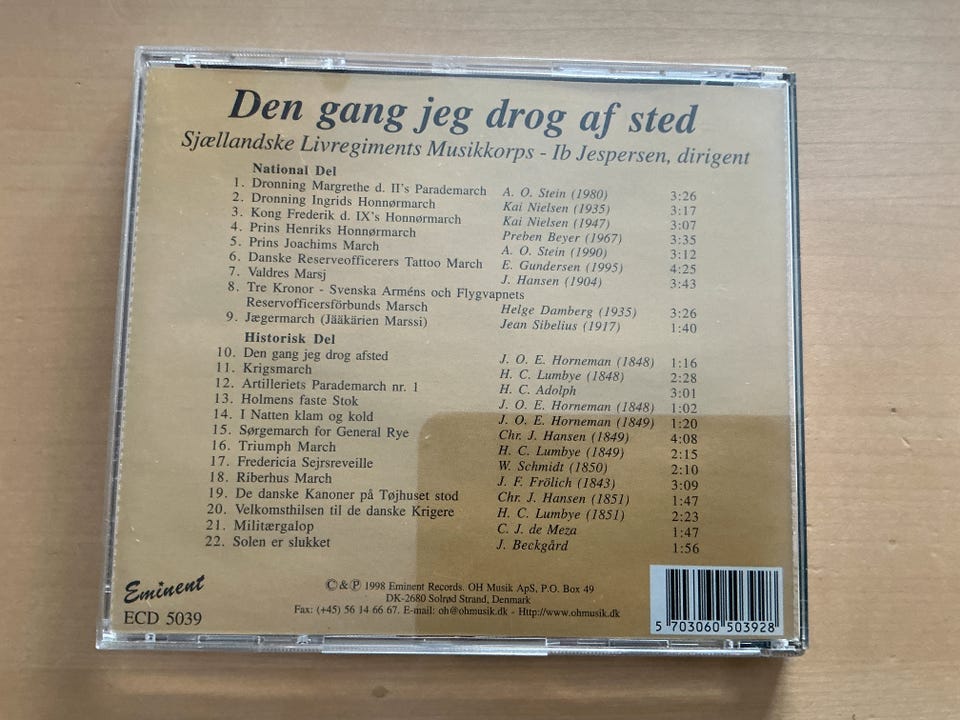 Den gang jeg drog af sted
Sjællandske Livregiments Musikkorps - Ib Jespersen, dirigent
National Del
1. Dronning Margrethe d. II's Parademarch A. O. Stein (1980) 3:26
2. Dronning Ingrids Honnørmarch Kai Nielsen (1935) 3:17
3. Kong Frederik d. IX's Honnørmarch Kai Nielsen (1947) 3:07
4. Prins Henriks Honnørmarch Preben Beyer (1967) 3:35
5. Prins Joachims March A. O. Stein (1990) 3:12
6. Danske Reserveofficerers Tattoo March E. Gundersen (1995) 4:25
7. Valdres Marsj J. Hansen (1904) 3:43
8. Tre Kronor - Svenska Arméns och Flygvapnets
Reservofficersförbunds Marsch Helge Damberg (1935) 3:26
9. Jægermarch (Jääkärien Marssi) Jean Sibelius (1917) 1:40
Historisk Del
10. Den gang jeg drog afsted J. O. E. Horneman (1848) 1:16
11. Krigsmarch H. C. Lumbye (1848) 2:28
12. Artilleriets Parademarch nr. 1 H. C. Adolph 3:01
13. Holmens faste Stok J. O. E. Horneman (1848) 1:02
14. I Natten klam og kold J. O. E. Horneman (1849) 1:20
15. Sørgemarch for General Rye Chr. J. Hansen (1849) 4:08
16. Triumph March H. C. Lumbye (1849) 2:15
17. Fredericia Sejrsreveille W. Schmidt (1850) 2:10
18. Riberhus March J. F. Frölich (1843) 3:09
19. De danske Kanoner på Tøjhuset stod Chr. J. Hansen (1851) 1:47
20. Velkomsthilsen til de danske Krigere H. C. Lumbye (1851) 2:23
21. Militærgalop C. J. de Meza 1:47
22. Solen er slukket J. Beckgård 1:56
Eminent
ECD 5039
© & ℗ 1998 Eminent Records. OH Musik ApS, P.O. Box 49
DK-2680 Solrød Strand, Denmark
Fax: (+45) 56 14 66 67. E-mail: oh@ohmusik.dk - Http://www.ohmusik.dk
5 703060 503928